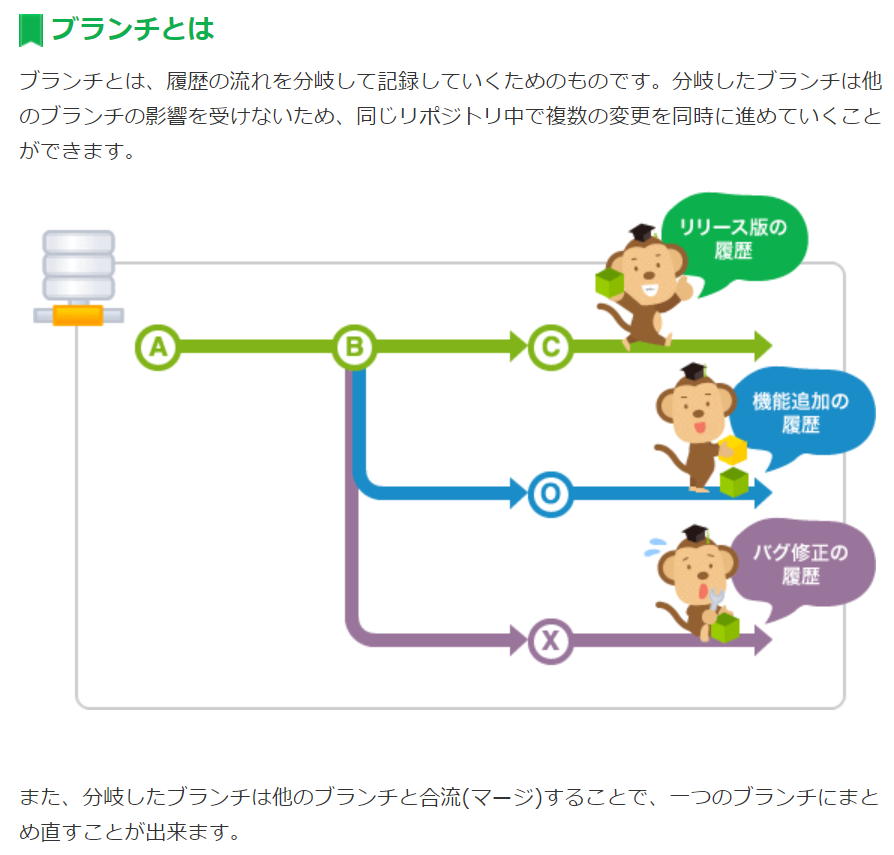 ブランチとは
ブランチとは、履歴の流れを分岐して記録していくためのものです。分岐したブランチは他
のブランチの影響を受けないため、同じリポジトリ中で複数の変更を同時に進めていくこと
ができます。
リリース版の
履歴
A
B
C
機能追加の
履歴
O
バグ修正の
履歴
X
また、分岐したブランチは他のブランチと合流(マージ)することで、一つのブランチにまと
め直すことが出来ます。